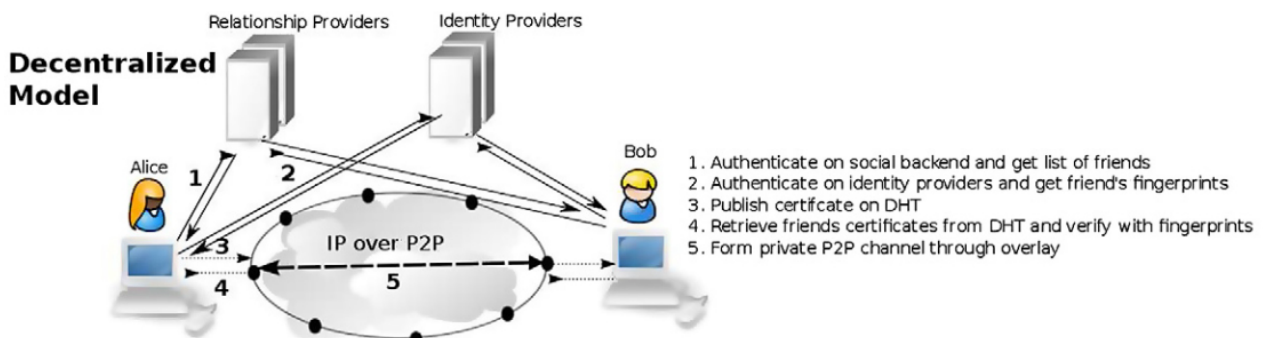 Relationship Providers
Identity Providers
Decentralized
Model
Alice
Bob
1
2
3
4
IP over P2P
5
1. Authenticate on social backend and get list of friends
2. Authenticate on identity providers and get friend's fingerprints
3. Publish certifcate on DHT
4. Retrieve friends certificates from DHT and verify with fingerprints
5. Form private P2P channel through overlay